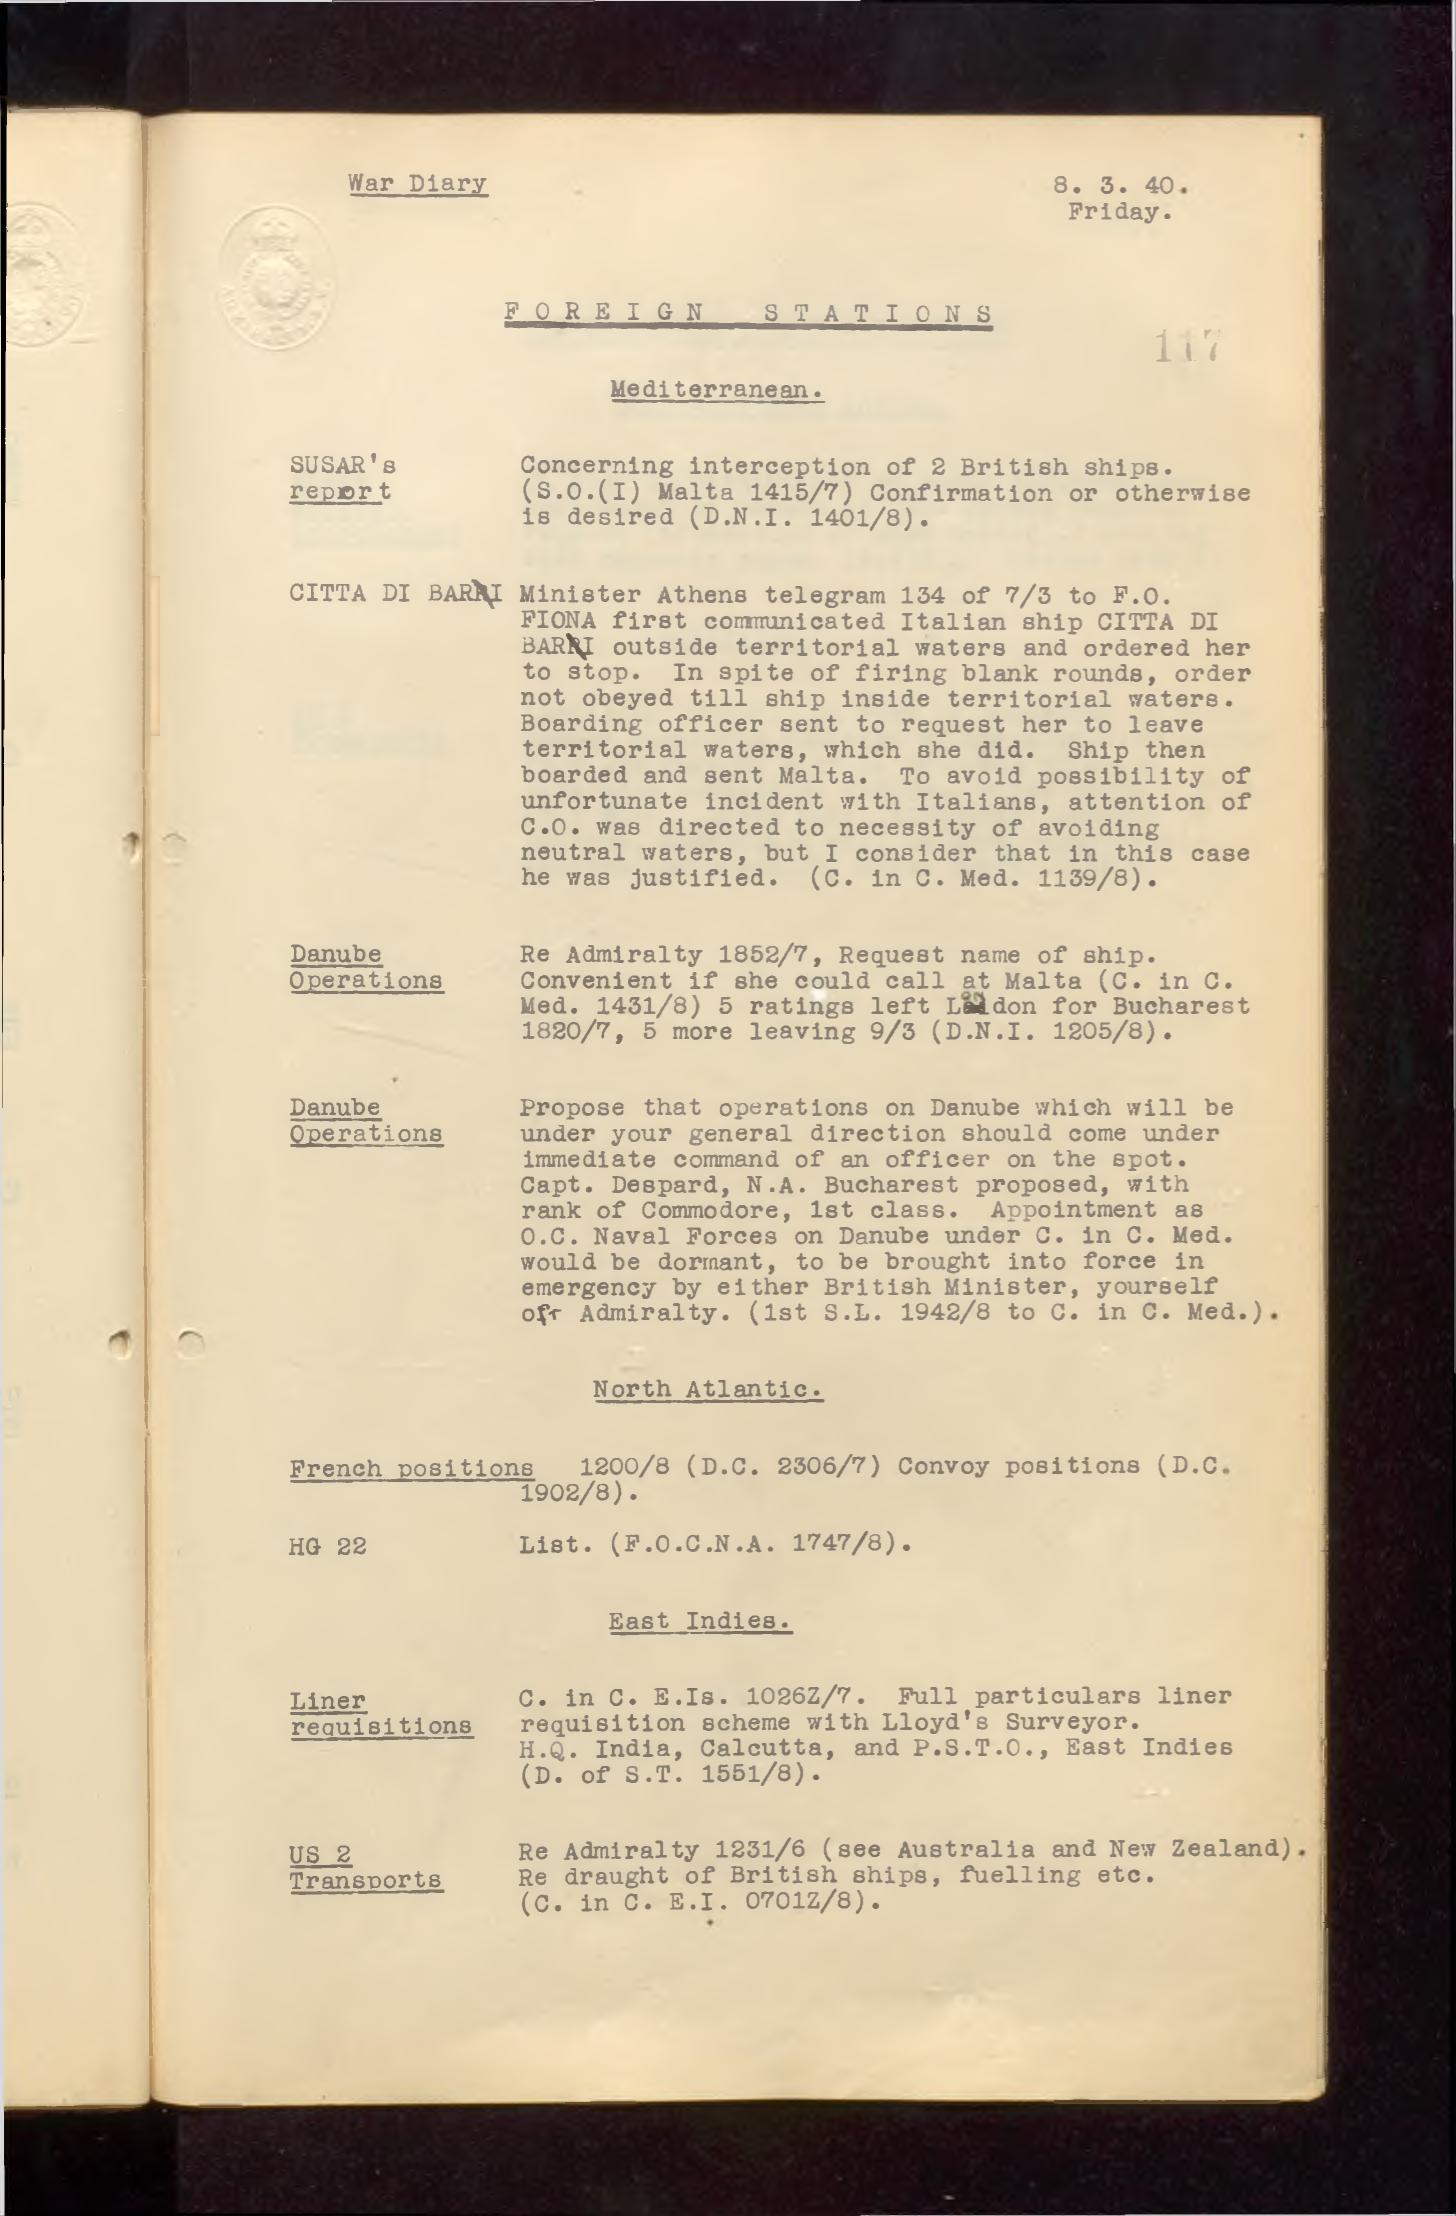 War Diary
8. 3. 40.
Friday.
FOREIGN STATIONS
117
Mediterranean.
SUSAR's
report
Concerning interception of 2 British ships.
(S.O.(I) Malta 1415/7) Confirmation or otherwise
is desired (D.N.I. 1401/8).
CITTA DI BARI
Minister Athens telegram 134 of 7/3 to F.O.
FIONA first communicated Italian ship CITTA DI
BARI outside territorial waters and ordered her
to stop. In spite of firing blank rounds, order
not obeyed till ship inside territorial waters.
Boarding officer sent to request her to leave
territorial waters, which she did. Ship then
boarded and sent Malta. To avoid possibility of
unfortunate incident with Italians, attention of
C.O. was directed to necessity of avoiding
neutral waters, but I consider that in this case
he was justified. (C. in C. Med. 1139/8).
Danube
Operations
Re Admiralty 1852/7, Request name of ship.
Convenient if she could call at Malta (C. in C.
Med. 1431/8) 5 ratings left London for Bucharest
1820/7, 5 more leaving 9/3 (D.N.I. 1205/8).
Danube
Operations
Propose that operations on Danube which will be
under your general direction should come under
immediate command of an officer on the spot.
Capt. Despard, N.A. Bucharest proposed, with
rank of Commodore, 1st class. Appointment as
O.C. Naval Forces on Danube under C. in C. Med.
would be dormant, to be brought into force in
emergency by either British Minister, yourself
or Admiralty. (1st S.L. 1942/8 to C. in C. Med.).
North Atlantic.
French positions 1200/8 (D.C. 2306/7) Convoy positions (D.C.
1902/8).
HG 22 List. (F.O.C.N.A. 1747/8).
East Indies.
Liner
requisitions
C. in C. E.Is. 1026Z/7. Full particulars liner
requisition scheme with Lloyd's Surveyor.
H.Q. India, Calcutta, and P.S.T.O., East Indies
(D. of S.T. 1551/8).
US 2
Transports
Re Admiralty 1231/6 (see Australia and New Zealand).
Re draught of British ships, fuelling etc.
(C. in C. E.I. 0701Z/8).